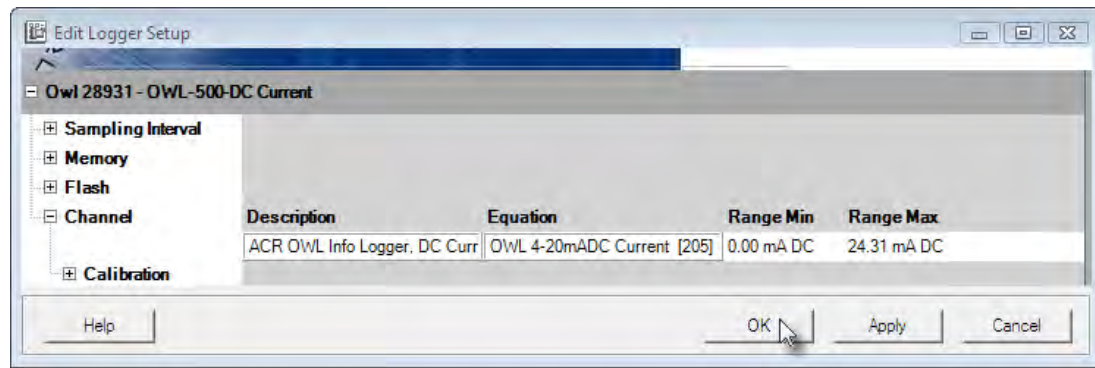 Edit Logger Setup
Owl 28931 - OWL-500-DC Current
Sampling Interval
Memory
Flash
Channel Description Equation Range Min Range Max
ACR OWL Info Logger, DC Curr OWL 4-20mADC Current [205] 0.00 mA DC 24.31 mA DC
Calibration
Help OK Apply Cancel